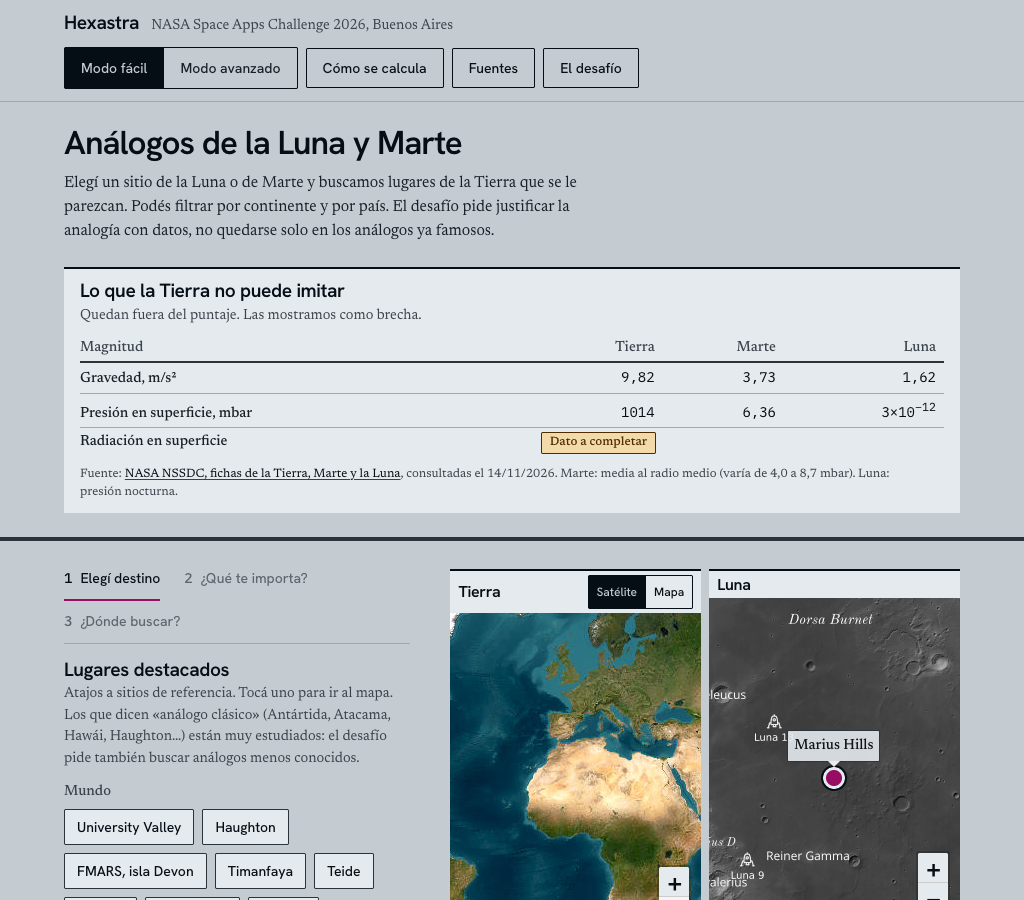 Hexastra NASA Space Apps Challenge 2026, Buenos Aires
Modo fácil Modo avanzado Cómo se calcula Fuentes El desafío
Análogos de la Luna y Marte
Elegí un sitio de la Luna o de Marte y buscamos lugares de la Tierra que se le
parezcan. Podés filtrar por continente y por país. El desafío pide justificar la
analogía con datos, no quedarse solo en los análogos ya famosos.
Lo que la Tierra no puede imitar
Quedan fuera del puntaje. Las mostramos como brecha.
Magnitud Tierra Marte Luna
Gravedad, m/s² 9,82 3,73 1,62
Presión en superficie, mbar 1014 6,36 3×10⁻¹²
Radiación en superficie Dato a completar
Fuente: NASA NSSDC, fichas de la Tierra, Marte y la Luna, consultadas el 14/11/2026. Marte: media al radio medio (varía de 4,0 a 8,7 mbar). Luna:
presión nocturna.
1 Elegí destino 2 ¿Qué te importa?
3 ¿Dónde buscar?
Lugares destacados
Atajos a sitios de referencia. Tocá uno para ir al mapa.
Los que dicen «análogo clásico» (Antártida, Atacama,
Hawái, Haughton…) están muy estudiados: el desafío
pide también buscar análogos menos conocidos.
Mundo
University Valley Haughton
FMARS, isla Devon Timanfaya Teide
Tierra Satélite Mapa
+
Luna
Dorsa Burnet
eleucus
Luna 1
Marius Hills
ius D
Reiner Gamma
Luna 9
valerius
+